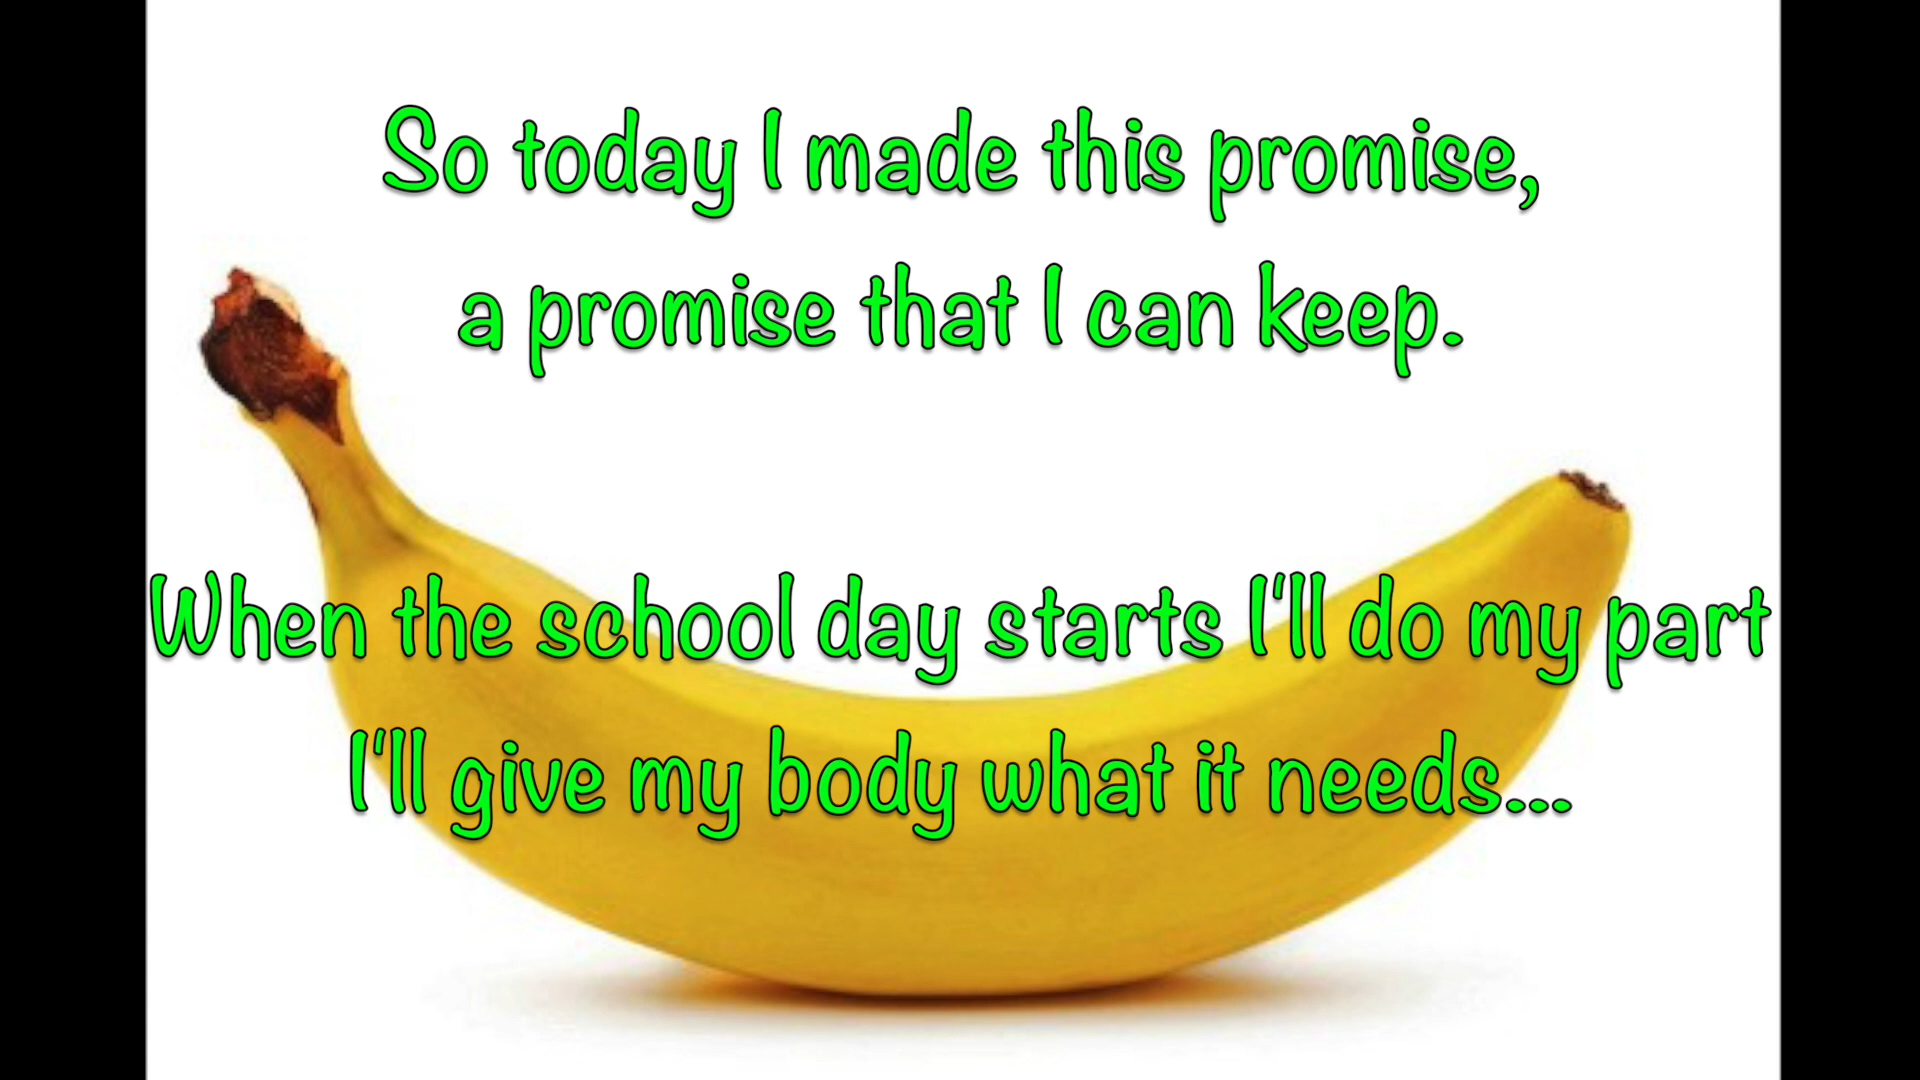 So today I made this promise,
a promise that I can keep.
When the school day starts I'll do my part
I'll give my body what it needs...